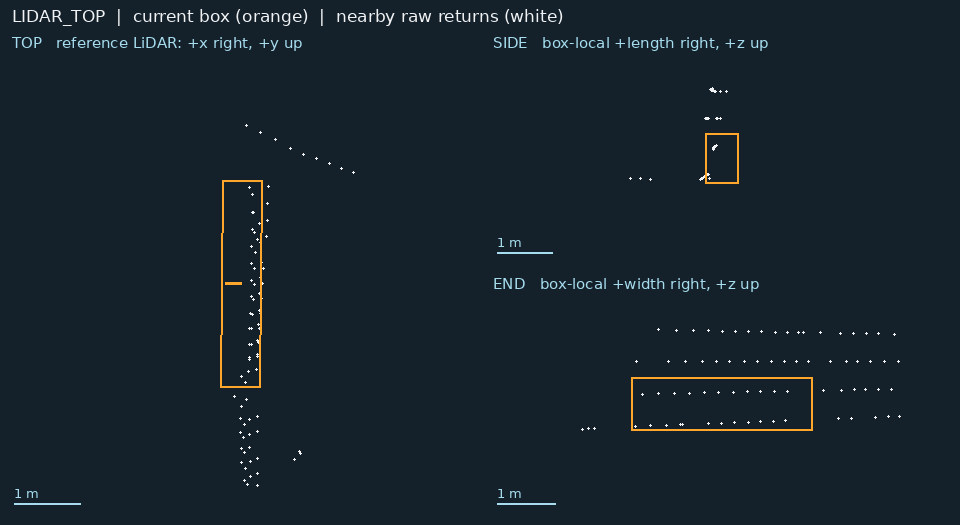 LIDAR_TOP | current box (orange) | nearby raw returns (white)
TOP reference LiDAR: +x right, +y up
SIDE box-local +length right, +z up
1 m
END box-local +width right, +z up
1 m
1 m